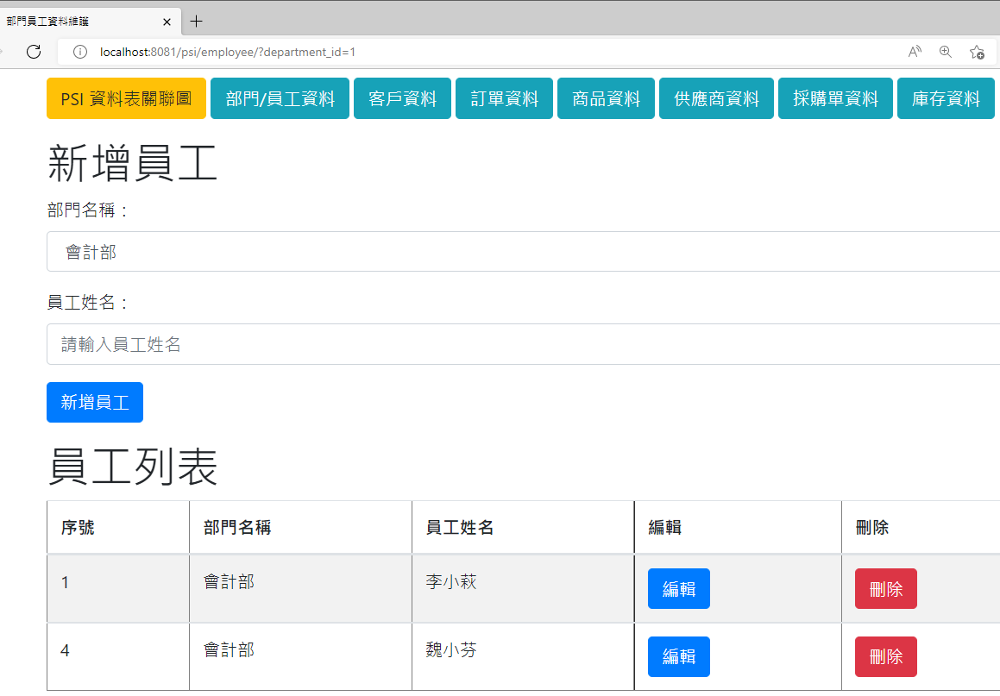 部門員工資料維護
localhost:8081/psi/employee/?department_id=1
PSI 資料表關聯圖 部門/員工資料 客戶資料 訂單資料 商品資料 供應商資料 採購單資料 庫存資料
新增員工
部門名稱：
會計部
員工姓名：
請輸入員工姓名
新增員工
員工列表
序號 部門名稱 員工姓名 編輯 刪除
1 會計部 李小萩 編輯 刪除
4 會計部 魏小芬 編輯 刪除